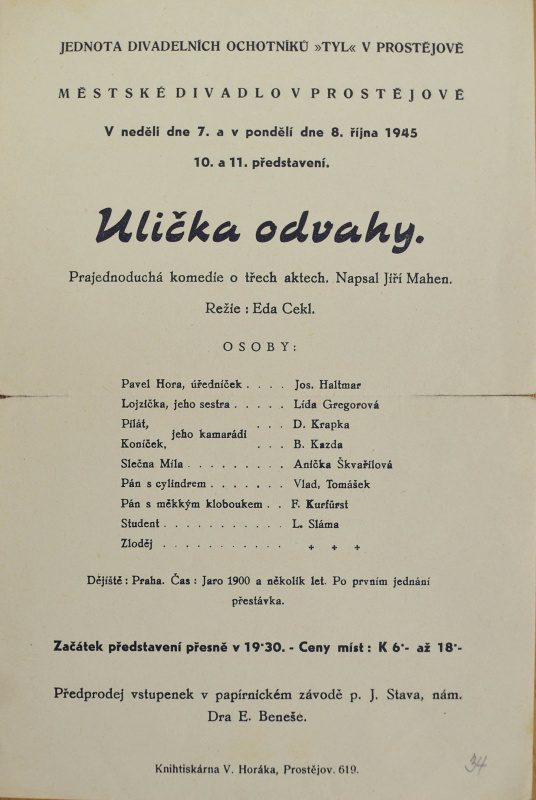 JEDNOTA DIVADELNÍCH OCHOTNÍKŮ »TYL« V PROSTĚJOVĚ
MĚSTSKÉ DIVADLO V PROSTĚJOVĚ
V neděli dne 7. a v pondělí dne 8. října 1945
10. a 11. představení.
Ulička odvahy.
Prajednoduchá komedie o třech aktech. Napsal Jiří Mahen.
Režie : Eda Cekl.
OSOBY:
Pavel Hora, úředníček . . . . Jos. Haltmar
Lojzička, jeho sestra . . . . . Lída Gregorová
Pilát, . . . D. Krapka
jeho kamarádi
Koníček, . . . B. Kazda
Slečna Míla . . . . . . . . . Anička Škvařilová
Pán s cylindrem . . . . . . . Vlad, Tomášek
Pán s měkkým kloboukem . . F. Kurfürst
Student . . . . . . . . . . . L. Sláma
Zloděj . . . . . . . . . . . + + +
Dějiště : Praha. Čas : Jaro 1900 a několik let. Po prvním jednání
přestávka.
Začátek představení přesně v 19·30. - Ceny míst : K 6·- až 18·-
Předprodej vstupenek v papírnickém závodě p. J. Stava, nám.
Dra E. Beneše.
Knihtiskárna V. Horáka, Prostějov. 619.
34